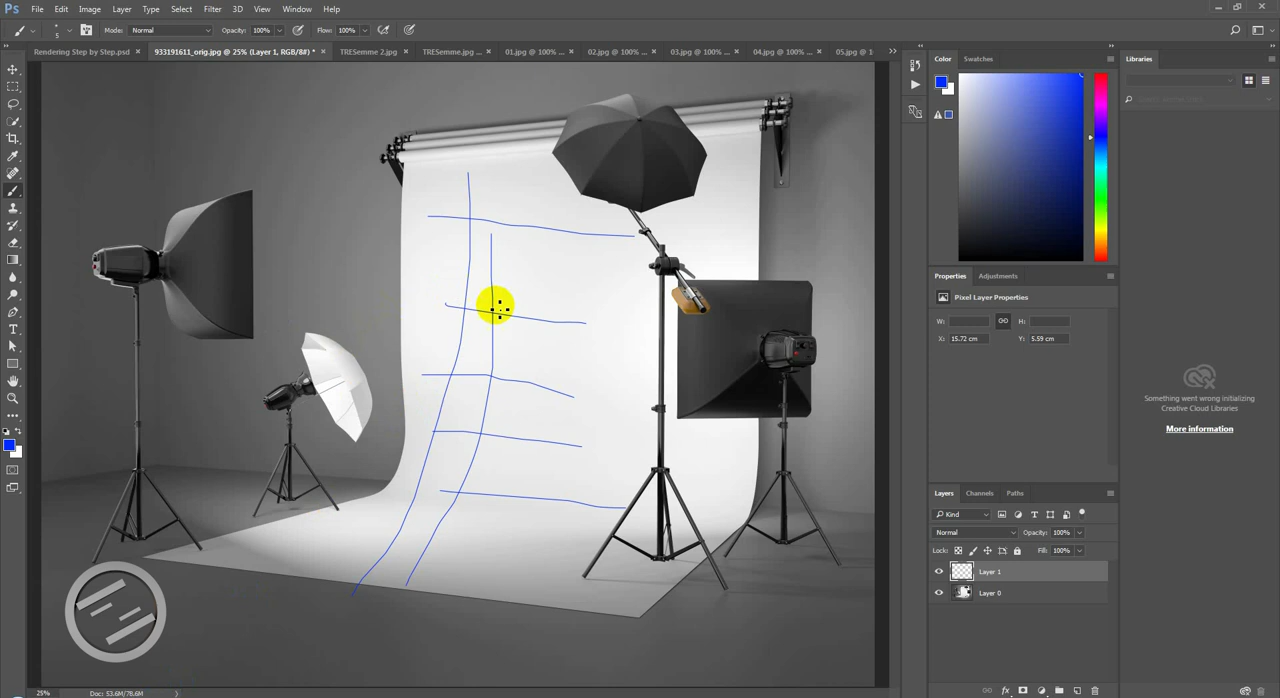 Ps File Edit Image Layer Type Select Filter 3D View Window Help
5 Mode: Normal Opacity: 100% Flow: 100%
Rendering Step by Step.psd × 933191611_orig.jpg @ 25% (Layer 1, RGB/8#) * × TRESemme 2.jpg × TRESemme.jpg ... × 01.jpg @ 100% ... × 02.jpg @ 100% ... × 03.jpg @ 100% ... × 04.jpg @ 100% ... × 05.jpg @ 1
Color Swatches
Libraries
Properties Adjustments
Pixel Layer Properties
W: H:
X: 15.72 cm Y: 5.59 cm
Something went wrong initializing
Creative Cloud Libraries
More information
Layers Channels Paths
Kind
Normal Opacity: 100%
Lock: Fill: 100%
Layer 1
Layer 0
fx
25% Doc: 53.6M/78.6M